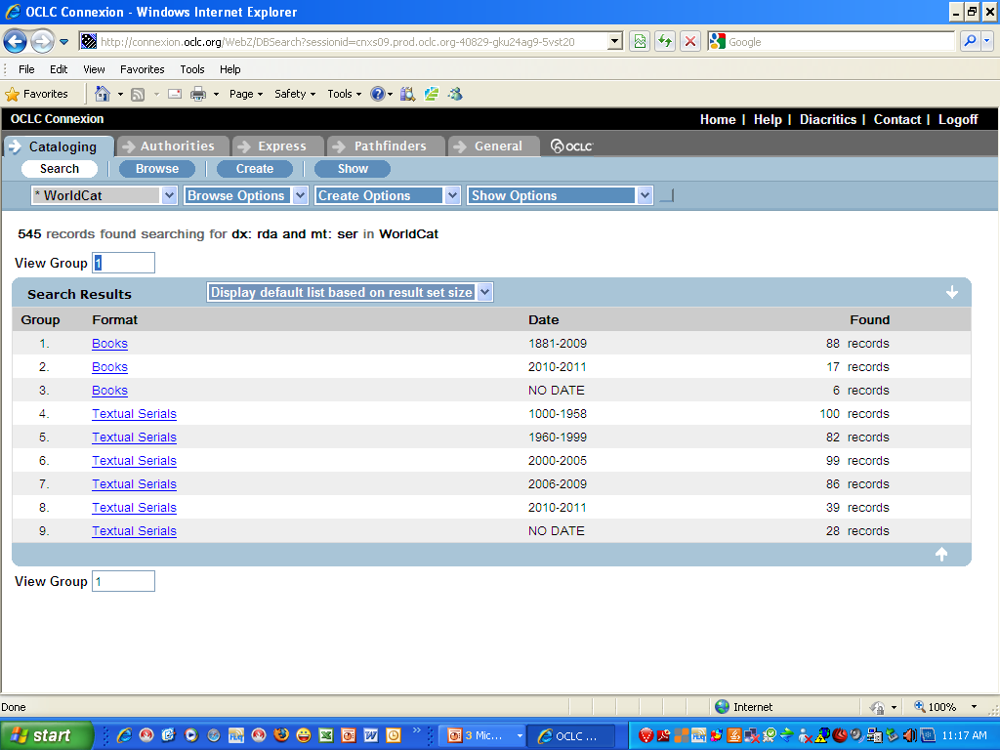 OCLC Connexion - Windows Internet Explorer
http://connexion.oclc.org/WebZ/DBSearch?sessionid=cnxs09.prod.oclc.org-40829-gku24ag9-5vst20
Google
File Edit View Favorites Tools Help
Favorites Page Safety Tools
OCLC Connexion Home | Help | Diacritics | Contact | Logoff
Cataloging Authorities Express Pathfinders General OCLC
Search Browse Create Show
* WorldCat Browse Options Create Options Show Options
545 records found searching for dx: rda and mt: ser in WorldCat
View Group 1
Search Results Display default list based on result set size
Group Format Date Found
1. Books 1881-2009 88 records
2. Books 2010-2011 17 records
3. Books NO DATE 6 records
4. Textual Serials 1000-1958 100 records
5. Textual Serials 1960-1999 82 records
6. Textual Serials 2000-2005 99 records
7. Textual Serials 2006-2009 86 records
8. Textual Serials 2010-2011 39 records
9. Textual Serials NO DATE 28 records
View Group 1
Done Internet 100%
start 3 Mic... OCLC ... 11:17 AM